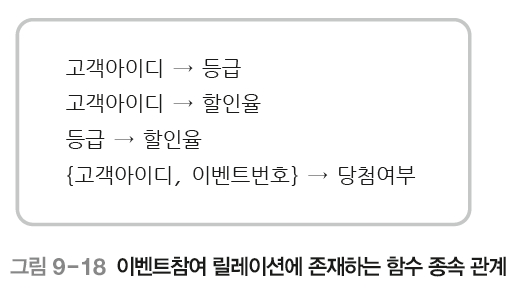 고객아이디 → 등급
고객아이디 → 할인율
등급 → 할인율
{고객아이디, 이벤트번호} → 당첨여부
그림 9-18 이벤트참여 릴레이션에 존재하는 함수 종속 관계